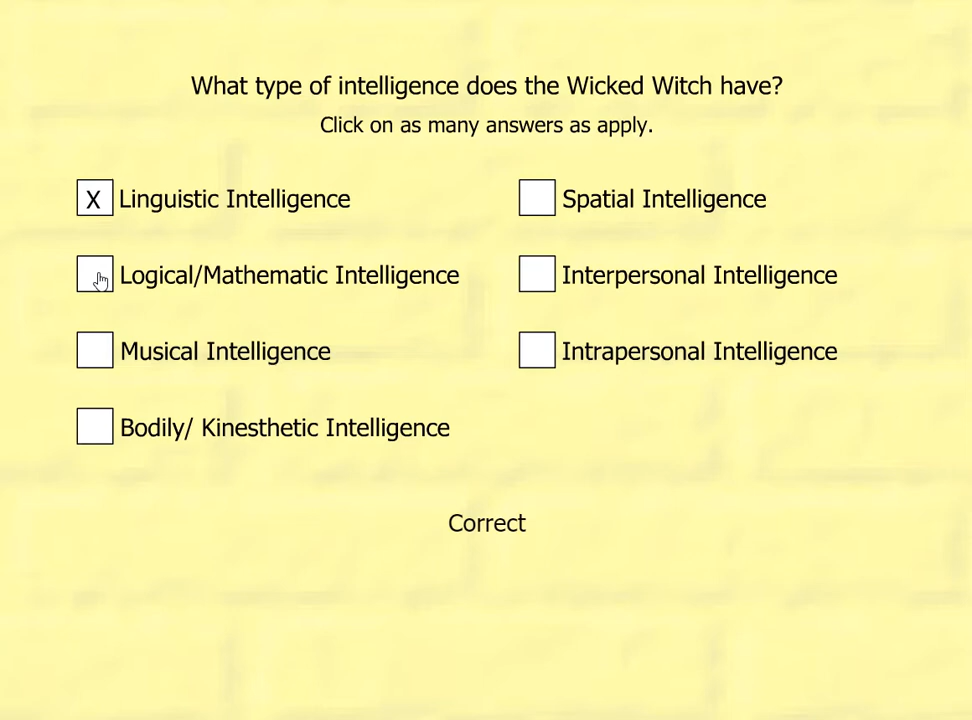 What type of intelligence does the Wicked Witch have?
Click on as many answers as apply.
X Linguistic Intelligence
Spatial Intelligence
Logical/Mathematic Intelligence
Interpersonal Intelligence
Musical Intelligence
Intrapersonal Intelligence
Bodily/ Kinesthetic Intelligence
Correct